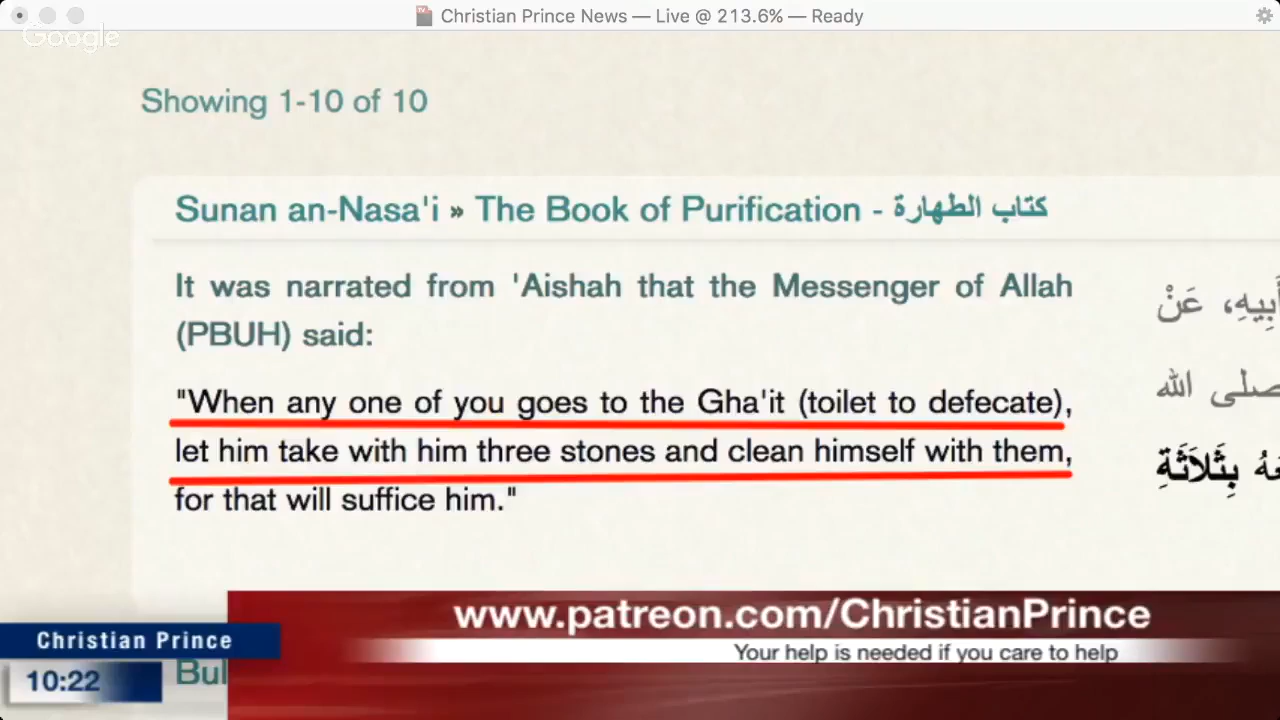 Christian Prince News — Live @ 213.6% — Ready
Google
Showing 1-10 of 10
Sunan an-Nasa'i » The Book of Purification - كتاب الطهارة
It was narrated from 'Aishah that the Messenger of Allah
(PBUH) said:
"When any one of you goes to the Gha'it (toilet to defecate),
let him take with him three stones and clean himself with them,
for that will suffice him."
أَبِيهِ، عَنْ
صلى الله
بِثَلاَثَةِ
www.patreon.com/ChristianPrince
Christian Prince
Your help is needed if you care to help
10:22